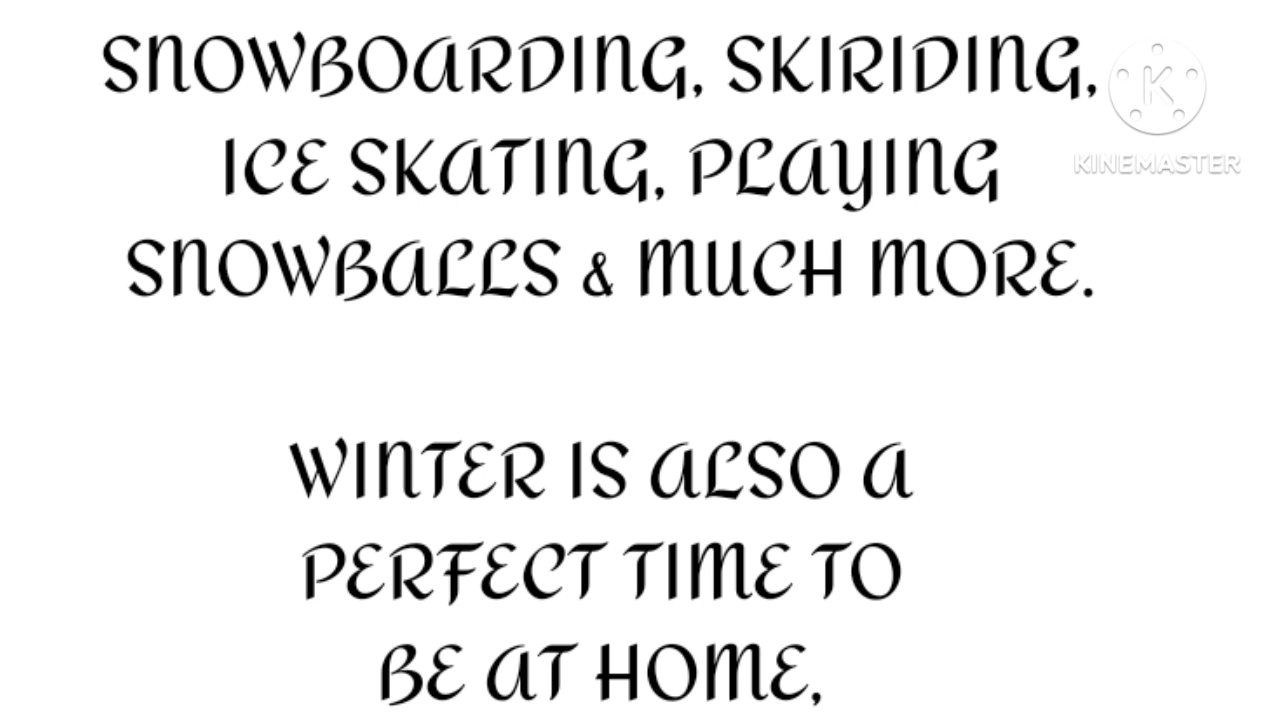 SNOWBOARDING, SKIRIDING,
ICE SKATING, PLAYING
SNOWBALLS & MUCH MORE.
WINTER IS ALSO A
PERFECT TIME TO
BE AT HOME,
K
KINEMASTER